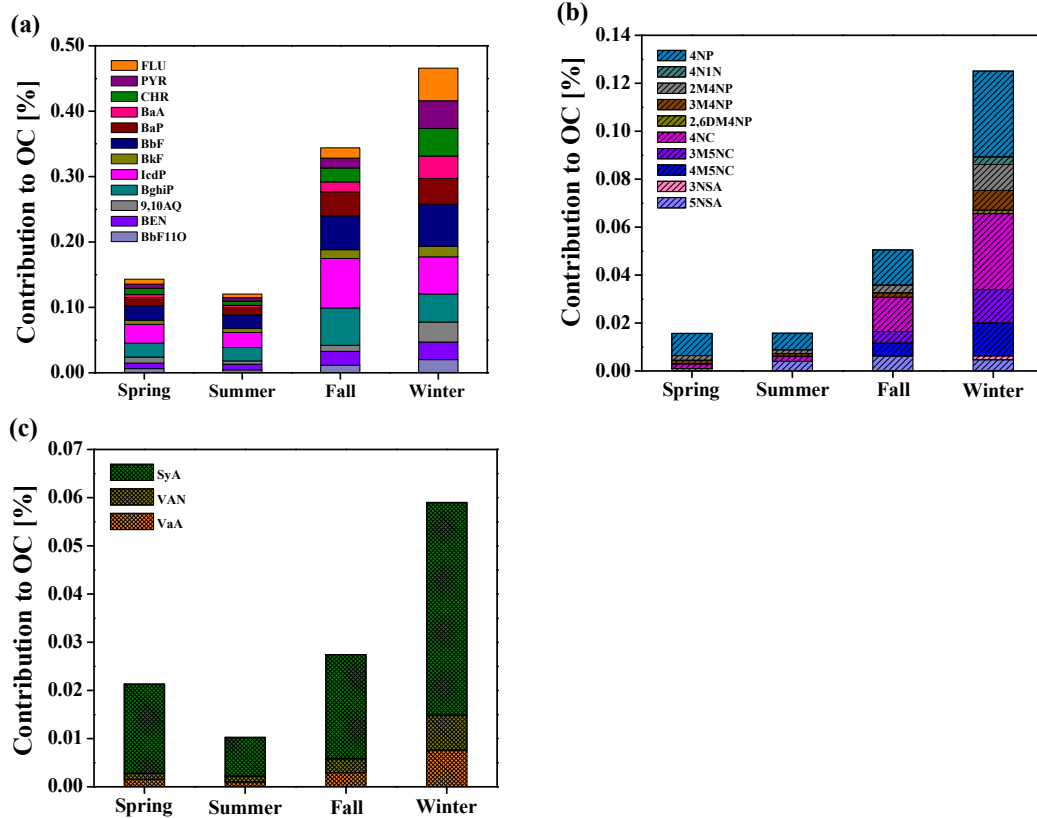 (a)
Contribution to OC [%]
0.50
0.40
0.30
0.20
0.10
0.00
FLU
PYR
CHR
BaA
BaP
BbF
BkF
IcdP
BghiP
9,10AQ
BEN
BbF11O
Spring Summer Fall Winter
(b)
Contribution to OC [%]
0.14
0.12
0.10
0.08
0.06
0.04
0.02
0.00
4NP
4N1N
2M4NP
3M4NP
2,6DM4NP
4NC
3M5NC
4M5NC
3NSA
5NSA
Spring Summer Fall Winter
(c)
Contribution to OC [%]
0.07
0.06
0.05
0.04
0.03
0.02
0.01
0.00
SyA
VAN
VaA
Spring Summer Fall Winter